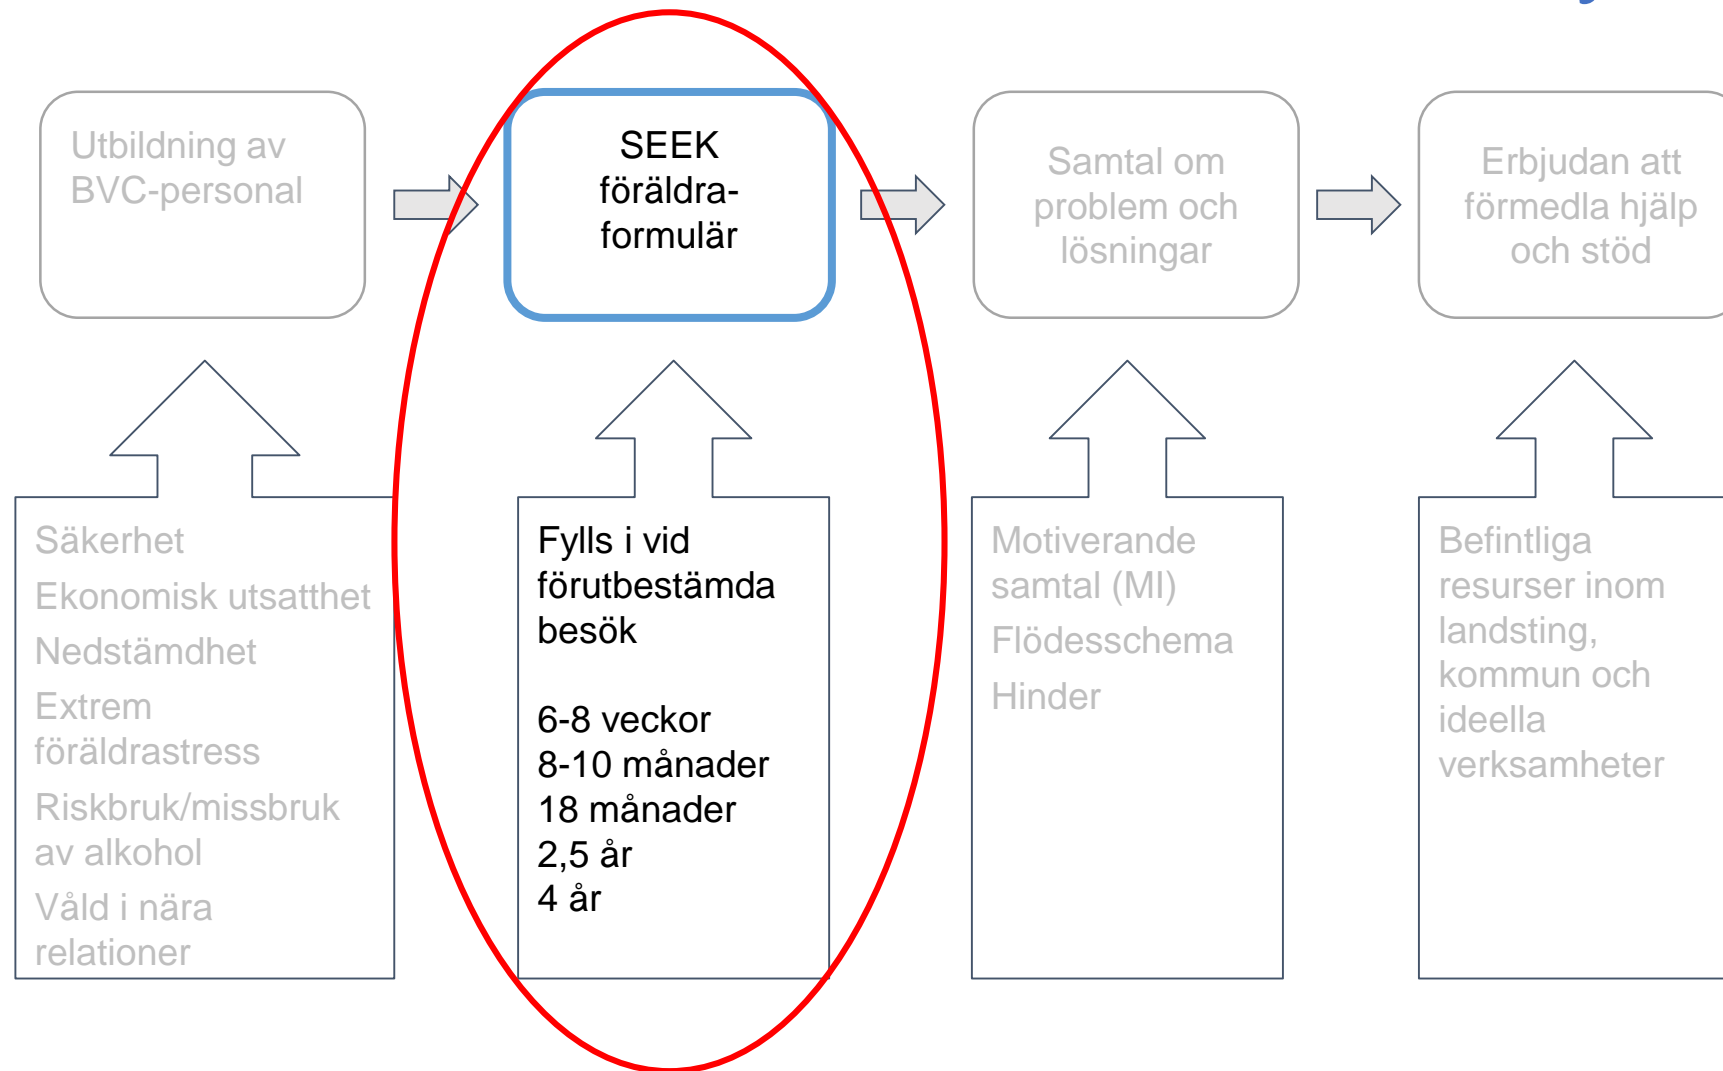 Utbildning av
BVC-personal
SEEK
föräldra-
formulär
Samtal om
problem och
lösningar
Erbjudan att
förmedla hjälp
och stöd
Säkerhet
Ekonomisk utsatthet
Nedstämdhet
Extrem
föräldrastress
Riskbruk/missbruk
av alkohol
Våld i nära
relationer
Fylls i vid
förutbestämda
besök
6-8 veckor
8-10 månader
18 månader
2,5 år
4 år
Motiverande
samtal (MI)
Flödesschema
Hinder
Befintliga
resurser inom
landsting,
kommun och
ideella
verksamheter